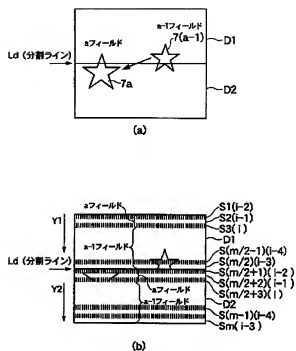 aフィールド
a-1フィールド
7(a-1)
D1
Ld (分割ライン)
7a
D2
(a)
aフィールド
S1(i-2)
S2(i-1)
S3(i)
Y1
D1
a-1フィールド
S(m/2-1)(i-4)
S(m/2)(i-3)
Ld (分割ライン)
S(m/2+1)(i-2)
S(m/2+2)(i-1)
S(m/2+3)(i)
Y2
aフィールド
D2
a-1フィールド
S(m-1)(i-4)
Sm(i-3)
(b)